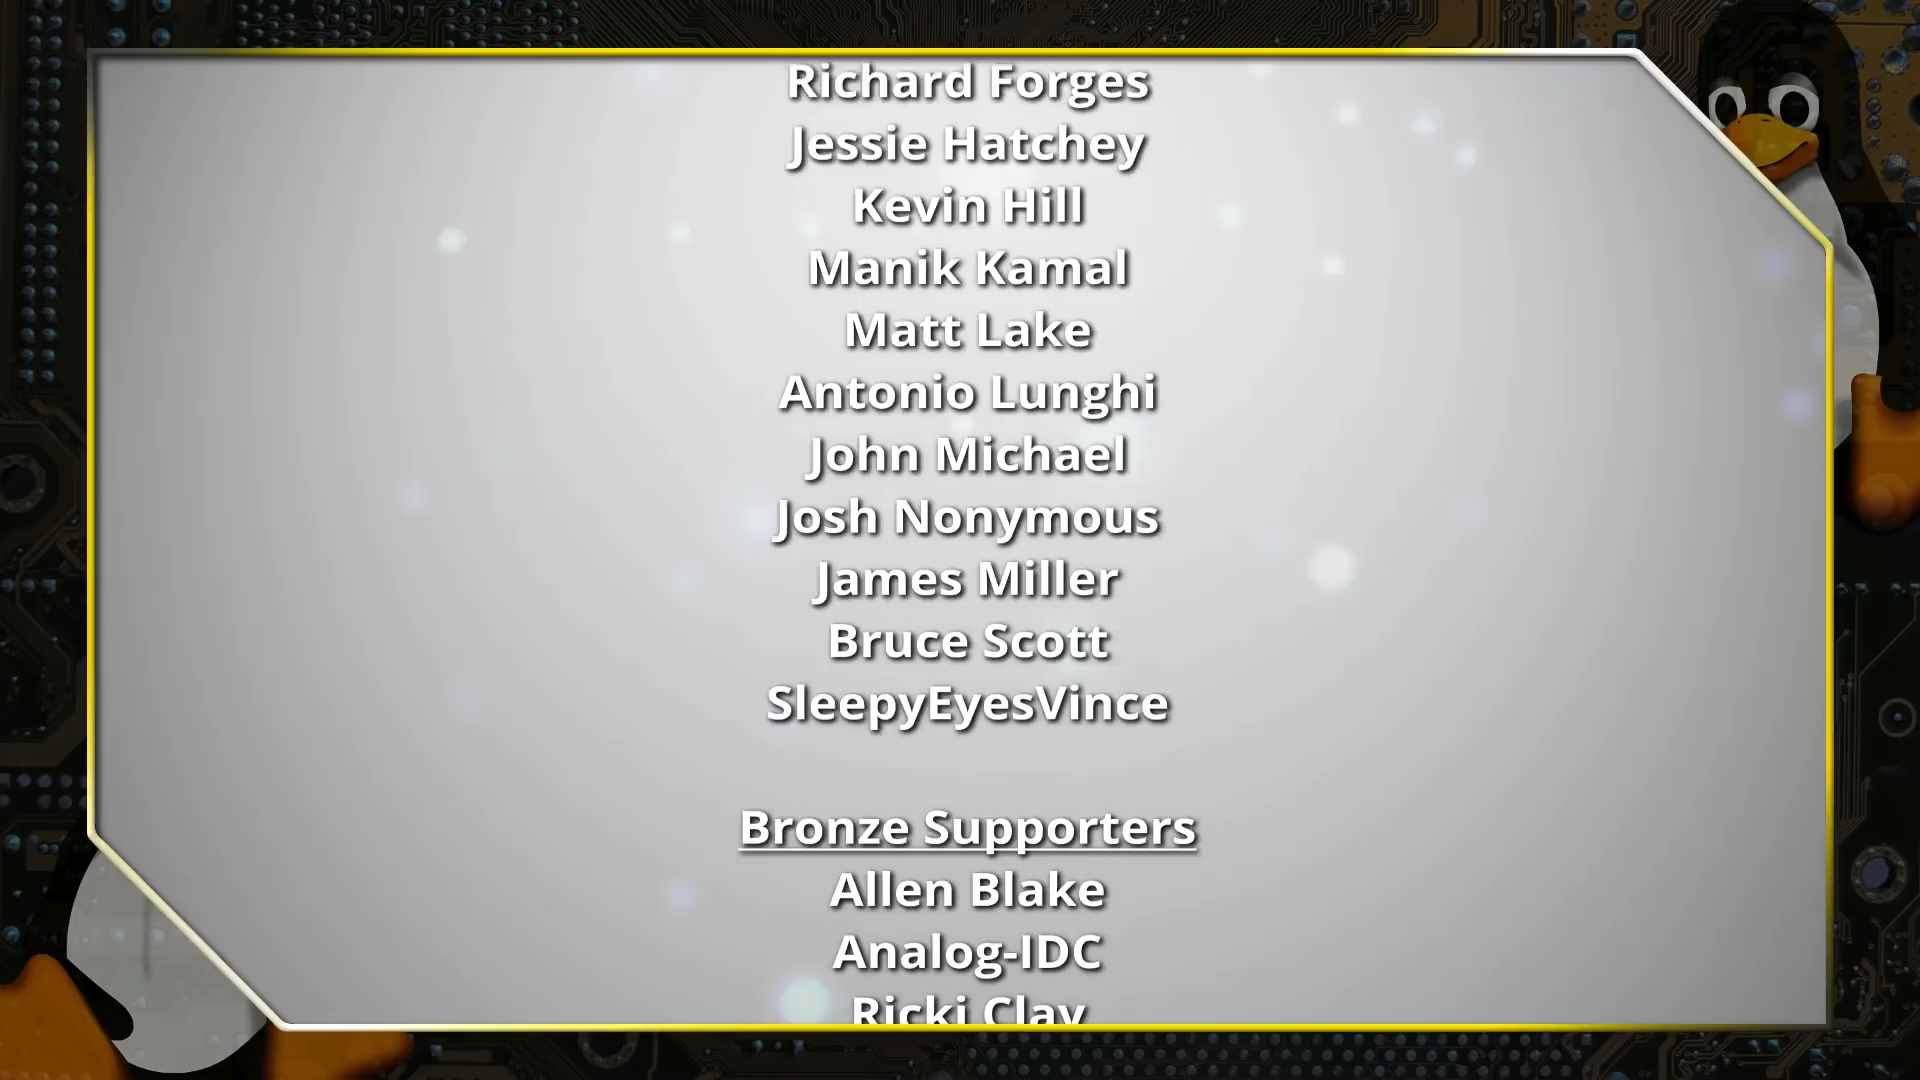 Richard Forges
Jessie Hatchey
Kevin Hill
Manik Kamal
Matt Lake
Antonio Lunghi
John Michael
Josh Nonymous
James Miller
Bruce Scott
SleepyEyesVince
Bronze Supporters
Allen Blake
Analog-IDC
Ricki Clay